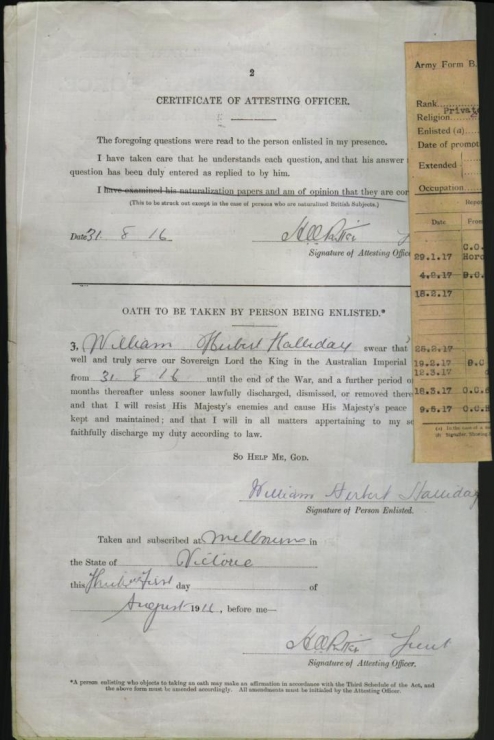 2
CERTIFICATE OF ATTESTING OFFICER.
The foregoing questions were read to the person enlisted in my presence.
I have taken care that he understands each question, and that his answer
question has been duly entered as replied to by him.
I have examined his naturalization papers and am of opinion that they are cor
(This to be struck out except in the case of persons who are naturalized British Subjects.)
Date 31. 8 16
Signature of Attesting Office
OATH TO BE TAKEN BY PERSON BEING ENLISTED.*
I, William Herbert Halliday swear that
well and truly serve our Sovereign Lord the King in the Australian Imperial
from 31. 8 16 until the end of the War, and a further period o
months thereafter unless sooner lawfully discharged, dismissed, or removed there
and that I will resist His Majesty's enemies and cause His Majesty's peace
kept and maintained; and that I will in all matters appertaining to my se
faithfully discharge my duty according to law.
So Help Me, God.
William Herbert Halliday
Signature of Person Enlisted.
Taken and subscribed at Melbourne in
the State of Victoria
this Thirty First day of
August 1916, before me—
Lieut
Signature of Attesting Officer.
*A person enlisting who objects to taking an oath may make an affirmation in accordance with the Third Schedule of the Act, and
the above form must be amended accordingly. All amendments must be initialed by the Attesting Officer.
Army Form B.
Rank Private
Religion
Enlisted (a)
Date of prompt
Extended
Occupation
Date From
C.O.
29.1.17
4.2.17
18.2.17
19.2.17
18.3.17 C.O.
9.6.17 C.O.